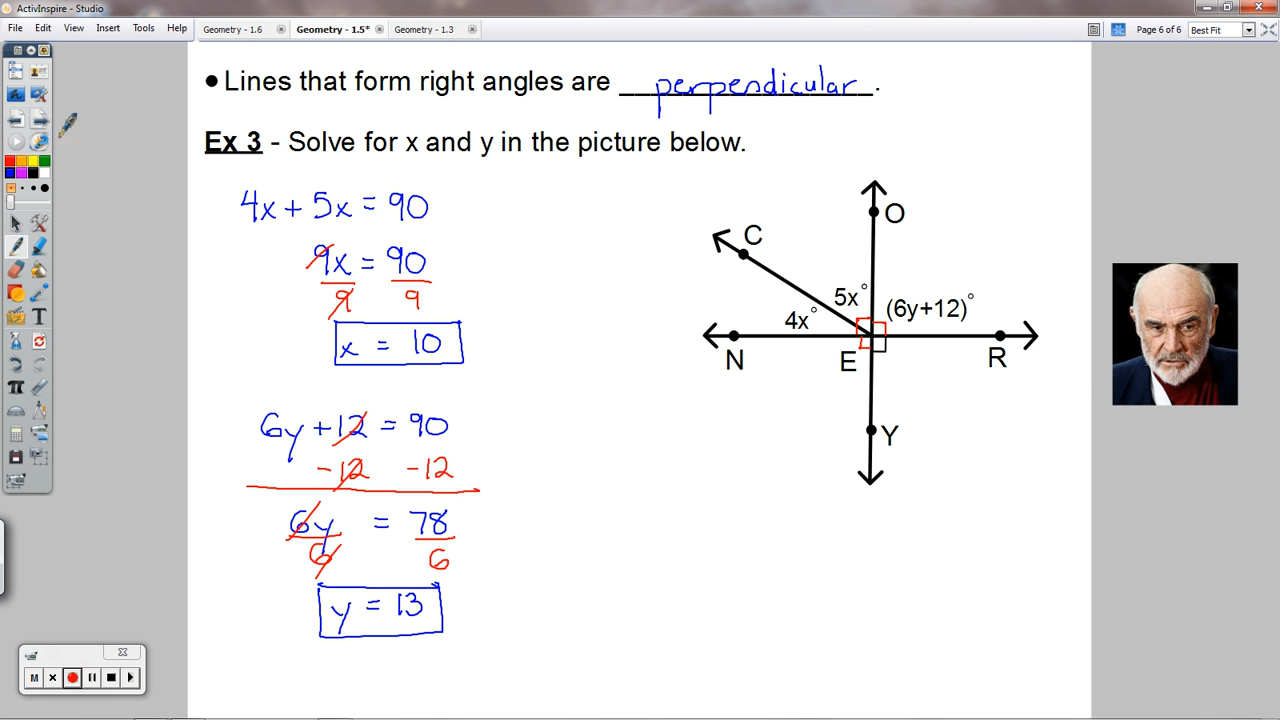 ActivInspire - Studio
File Edit View Insert Tools Help
Geometry - 1.6 Geometry - 1.5* Geometry - 1.3
Page 6 of 6 Best Fit
• Lines that form right angles are perpendicular.
Ex 3 - Solve for x and y in the picture below.
4x + 5x = 90
9x = 90
9 9
x = 10
6y + 12 = 90
-12 -12
6y = 78
6 6
y = 13
O
C
5x°
(6y+12)°
4x°
N
E
R
Y
M